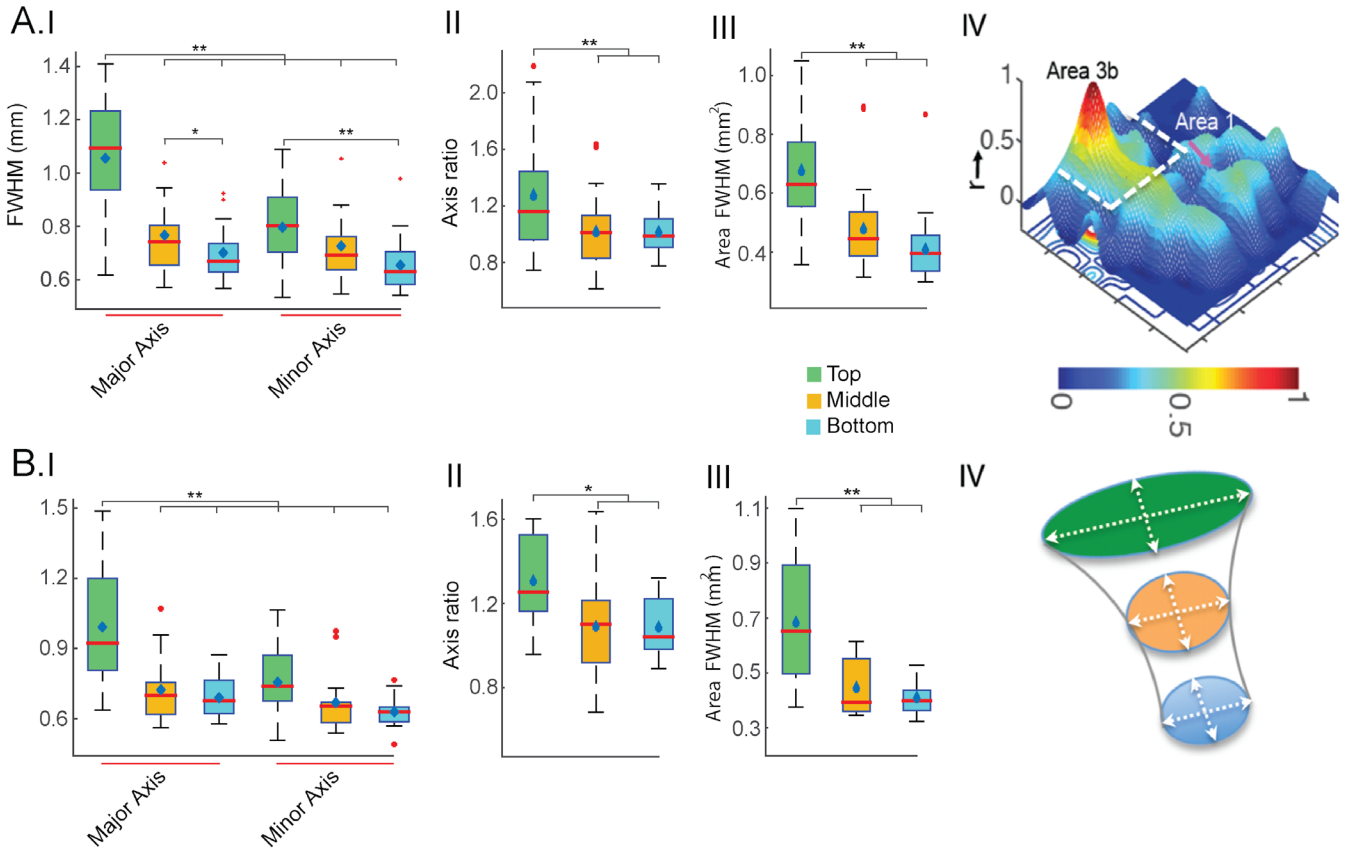 A.I
II
III
IV
**
*
**
1.4
1.2
1.0
0.8
0.6
FWHM (mm)
Major Axis
Minor Axis
**
2.0
1.6
1.2
0.8
Axis ratio
**
1.0
0.8
0.6
0.4
Area FWHM (mm²)
Area 3b
Area 1
1
0.5
0
r→
0
0.5
1
Top
Middle
Bottom
B.I
II
III
IV
**
1.5
1.2
0.9
0.6
Major Axis
Minor Axis
*
1.6
1.2
0.8
Axis ratio
**
1.1
0.9
0.7
0.5
0.3
Area FWHM (mm²)